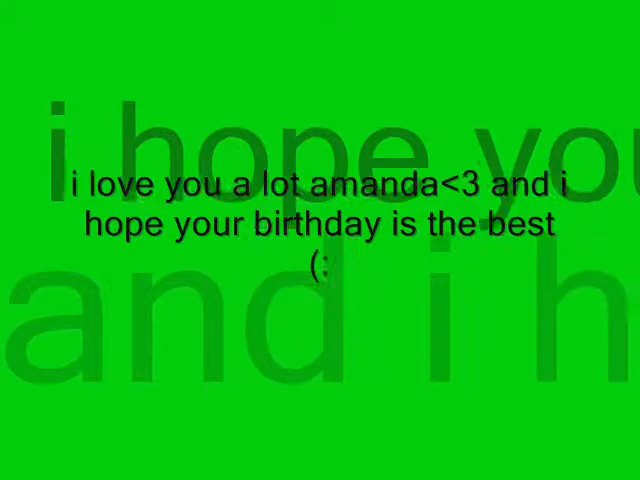 i hope you
i love you a lot amanda<3 and i
hope your birthday is the best
(:
and i h